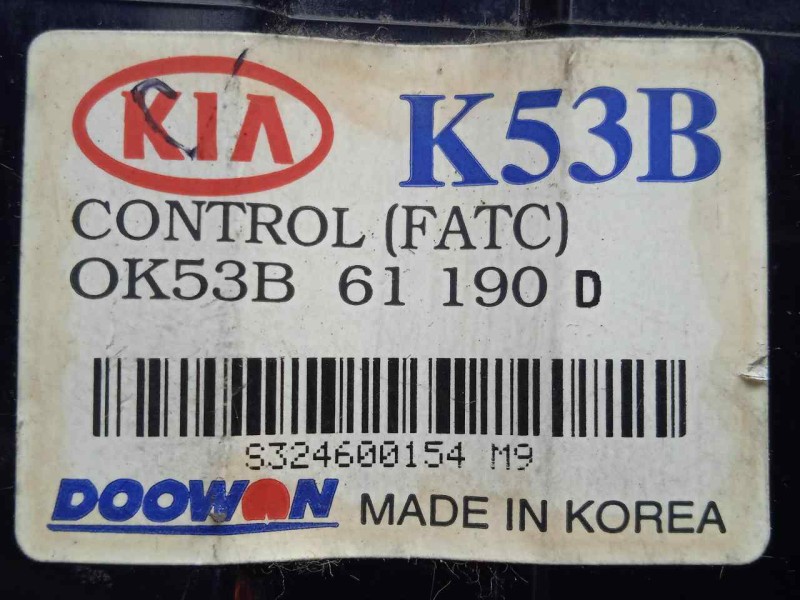 KIA K53B
CONTROL (FATC)
OK53B 61 190 D
S324600154 M9
DOOWON MADE IN KOREA